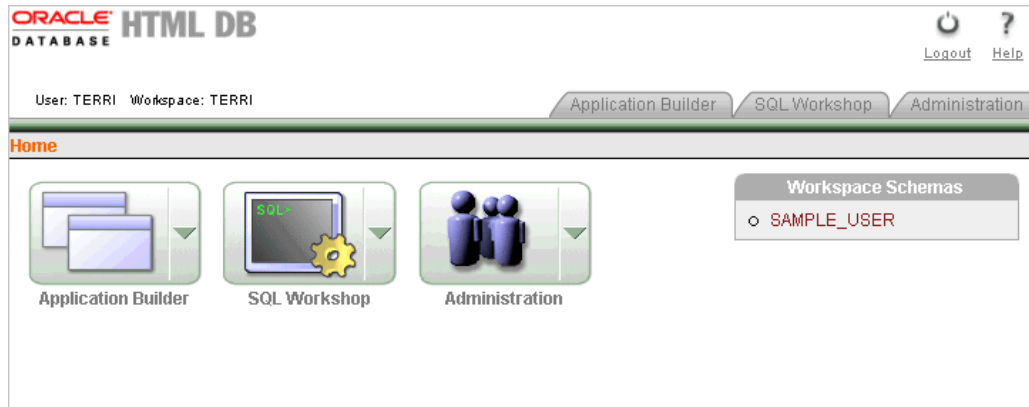 ORACLE HTML DB
DATABASE
Logout Help
User: TERRI Workspace: TERRI
Application Builder SQL Workshop Administration
Home
Workspace Schemas
SAMPLE_USER
SQL>
Application Builder SQL Workshop Administration